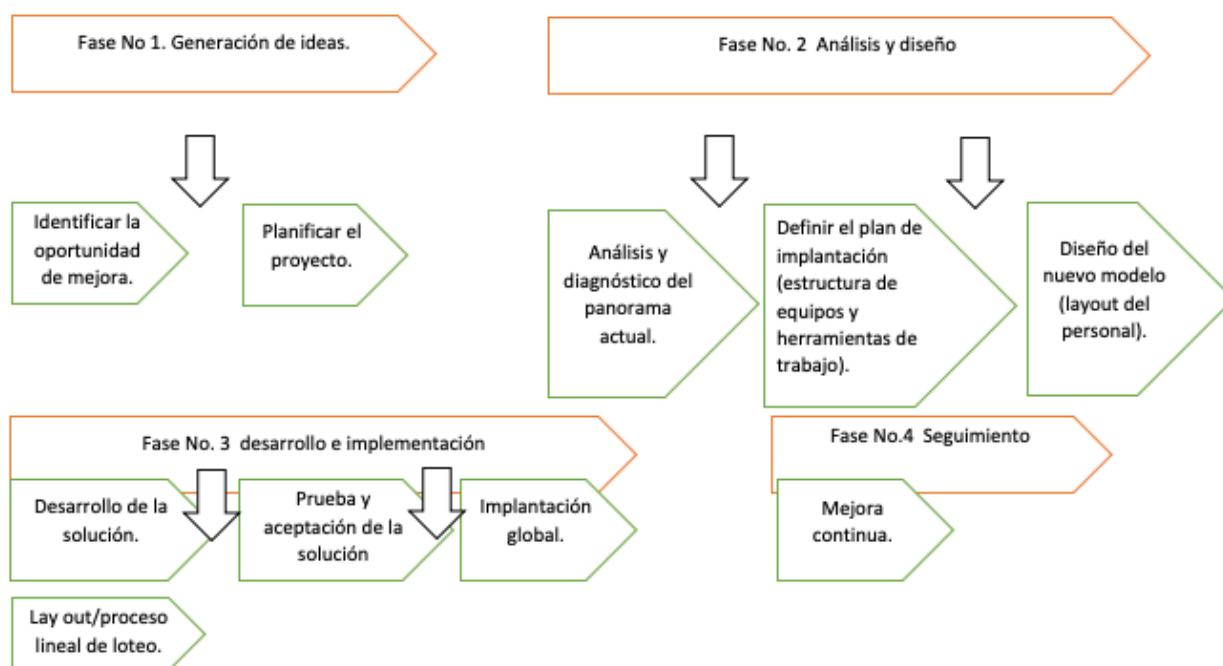 Fase No 1. Generación de ideas.
Fase No. 2 Análisis y diseño
Identificar la
oportunidad
de mejora.
Planificar el
proyecto.
Análisis y
diagnóstico del
panorama
actual.
Definir el plan de
implantación
(estructura de
equipos y
herramientas de
trabajo).
Diseño del
nuevo modelo
(layout del
personal).
Fase No. 3 desarrollo e implementación
Fase No.4 Seguimiento
Desarrollo de la
solución.
Prueba y
aceptación de la
solución
Implantación
global.
Mejora
continua.
Lay out/proceso
lineal de loteo.